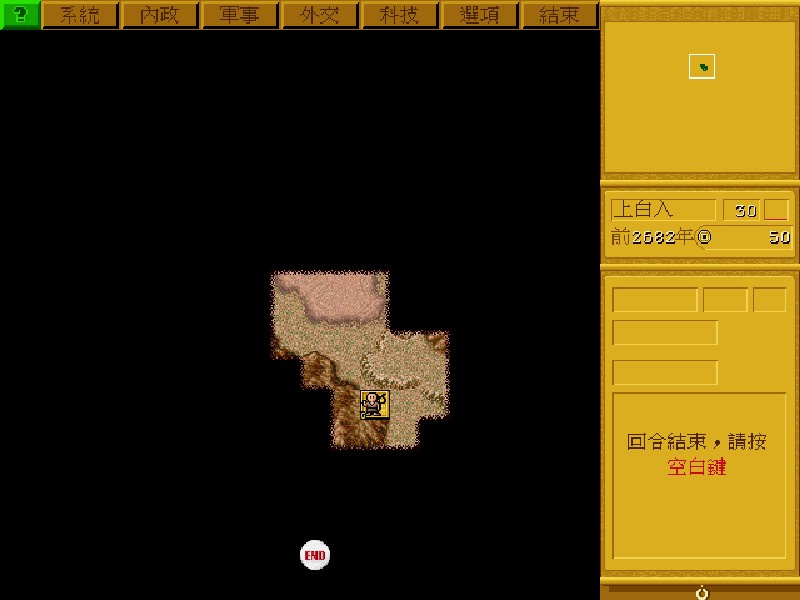 ? 系統 內政 軍事 外交 科技 選項 結束
上白入 30
前2682年 50
回合結束，請按
空白鍵
END